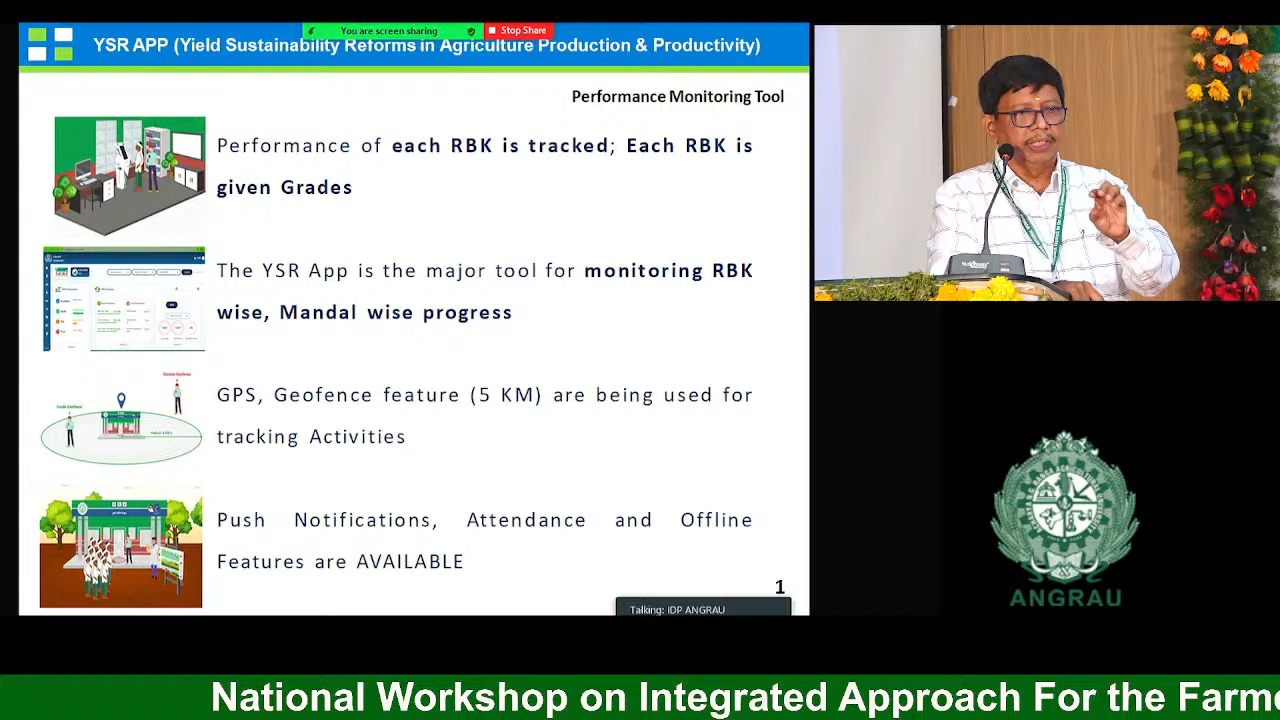 You are screen sharing
Stop Share
YSR APP (Yield Sustainability Reforms in Agriculture Production & Productivity)
Performance Monitoring Tool
Performance of each RBK is tracked; Each RBK is
given Grades
The YSR App is the major tool for monitoring RBK
wise, Mandal wise progress
GPS, Geofence feature (5 KM) are being used for
tracking Activities
Push Notifications, Attendance and Offline
Features are AVAILABLE
1
Talking: IDP ANGRAU
ANGRAU
National Workshop on Integrated Approach For the Farme